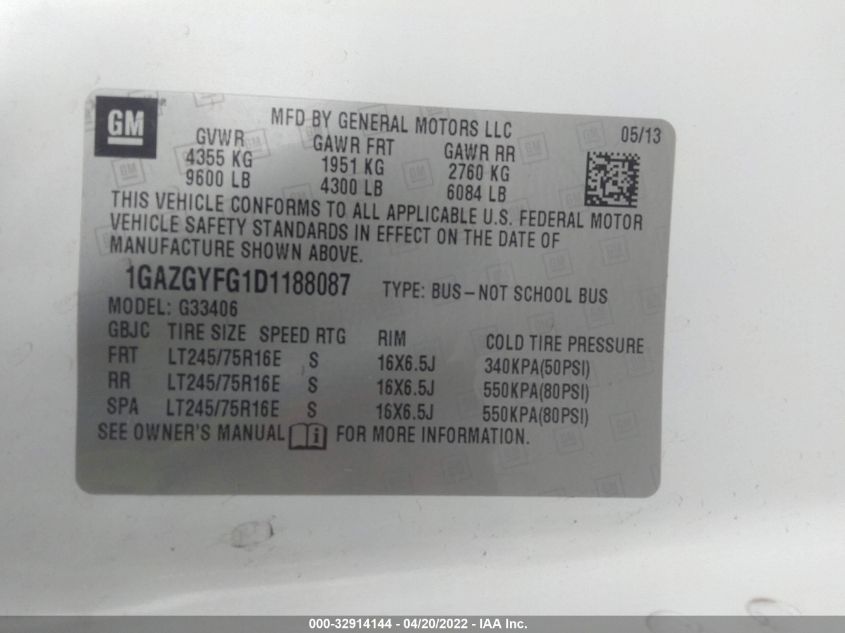 GM
MFD BY GENERAL MOTORS LLC
05/13
GVWR GAWR FRT GAWR RR
4355 KG 1951 KG 2760 KG
9600 LB 4300 LB 6084 LB
THIS VEHICLE CONFORMS TO ALL APPLICABLE U.S. FEDERAL MOTOR
VEHICLE SAFETY STANDARDS IN EFFECT ON THE DATE OF
MANUFACTURE SHOWN ABOVE.
1GAZGYFG1D1188087 TYPE: BUS–NOT SCHOOL BUS
MODEL: G33406
GBJC TIRE SIZE SPEED RTG RIM COLD TIRE PRESSURE
FRT LT245/75R16E S 16X6.5J 340KPA(50PSI)
RR LT245/75R16E S 16X6.5J 550KPA(80PSI)
SPA LT245/75R16E S 16X6.5J 550KPA(80PSI)
SEE OWNER'S MANUAL i FOR MORE INFORMATION.
000-32914144 - 04/20/2022 - IAA Inc.